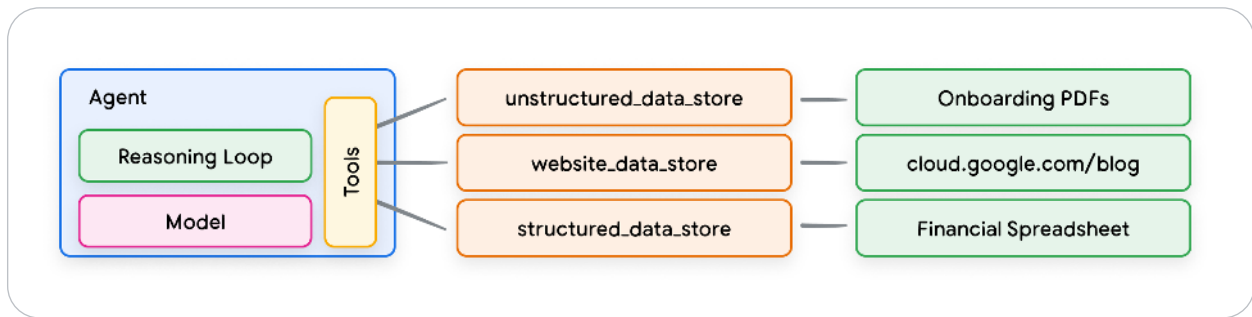 Agent
Reasoning Loop
Model
Tools
unstructured_data_store
Onboarding PDFs
website_data_store
cloud.google.com/blog
structured_data_store
Financial Spreadsheet